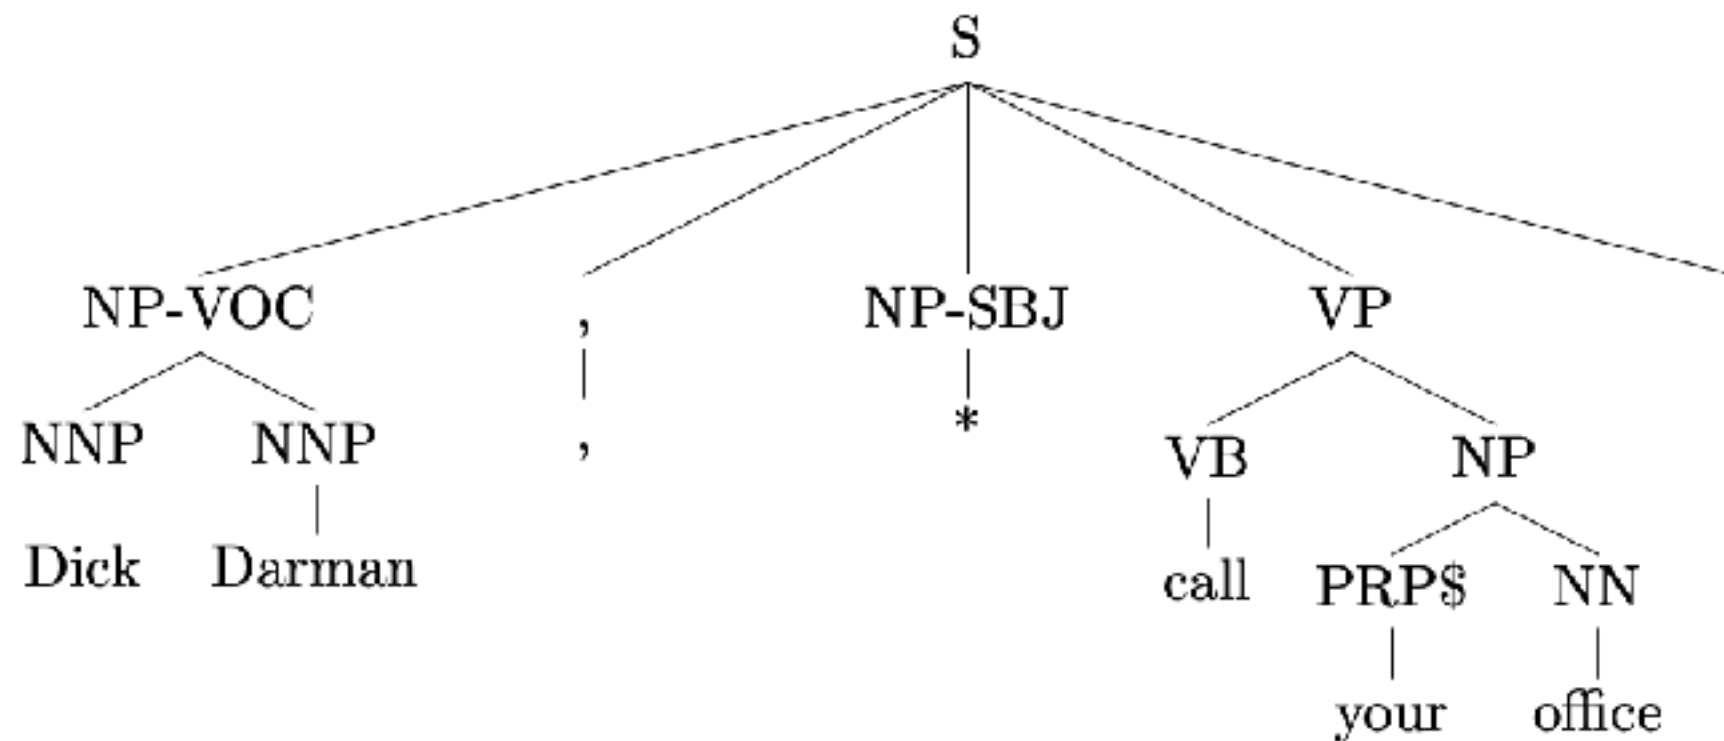 S
NP-VOC , NP-SBJ VP
NNP NNP , * VB NP
Dick Darman call PRP$ NN
your office